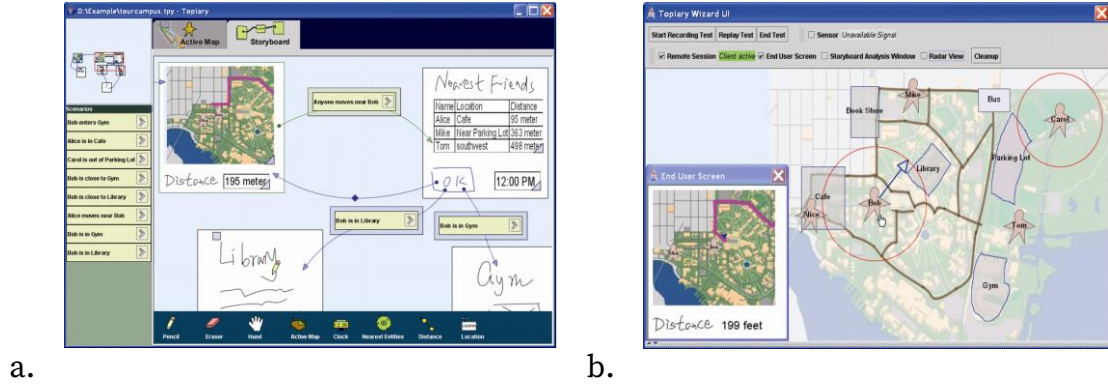 D:\Example\tourcampus.tpy - Topiary
Active Map
Storyboard
Scenarios
Bob enters Gym
Alice is in Cafe
Carol is out of Parking Lot
Bob is close to Gym
Bob is close to Library
Alice moves near Bob
Bob is in Gym
Bob is in Library
Anyone moves near Bob
Distance 195 meter
Nearest Friends
Name Location Distance
Alice Cafe 95 meter
Mike Near Parking Lot 363 meter
Tom southwest 498 meter
OK
12:00 PM
Bob is in Library
Bob is in Gym
Library
Gym
Pencil Eraser Hand Active Map Clock Nearest Entities Distance Location
a.
Topiary Wizard UI
Start Recording Test Replay Test End Test Sensor Unavailable Signal
Remote Session Client active End User Screen Storyboard Analysis Window Radar View Cleanup
Mike
Book Store
Bus
Carol
Library
Parking Lot
Cafe
Bob
Alice
Tom
Gym
End User Screen
Distance 199 feet
b.